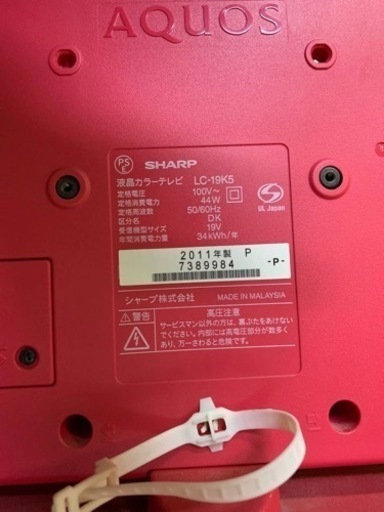 AQUOS
PS
E
SHARP
液晶カラーテレビ LC-19K5
定格電圧 100V~
定格消費電力 44W
定格周波数 50/60Hz
受信機型サイズ DK
19V
年間消費電力量 34kWh/年
UL Japan
2011年製 P
7389984
-P-
シャープ株式会社 MADE IN MALAYSIA
警告 高圧注意
サービスマン以外の方は、裏ぶたをあけないで
ください。内部には高電圧部分が数多く
あり、万一さわると危険です。